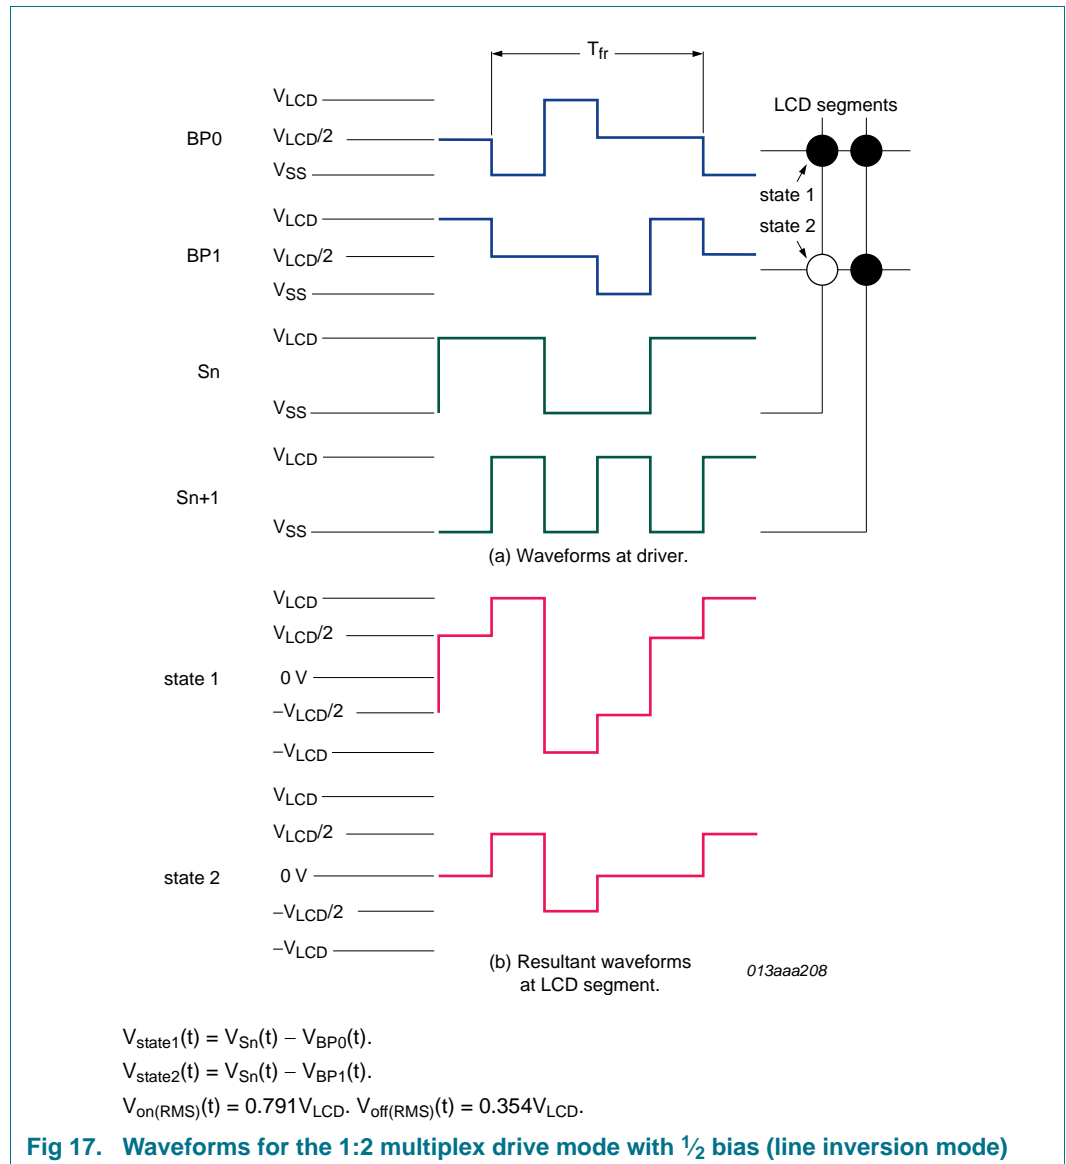 Tfr
VLCD
LCD segments
BP0
VLCD/2
VSS
state 1
VLCD
state 2
BP1
VLCD/2
VSS
VLCD
Sn
VSS
VLCD
Sn+1
VSS
(a) Waveforms at driver.
VLCD
VLCD/2
state 1
0 V
−VLCD/2
−VLCD
VLCD
VLCD/2
state 2
0 V
−VLCD/2
−VLCD
(b) Resultant waveforms
at LCD segment.
013aaa208
Vstate1(t) = VSn(t) − VBP0(t).
Vstate2(t) = VSn(t) − VBP1(t).
Von(RMS)(t) = 0.791VLCD. Voff(RMS)(t) = 0.354VLCD.
Fig 17. Waveforms for the 1:2 multiplex drive mode with 1⁄2 bias (line inversion mode)